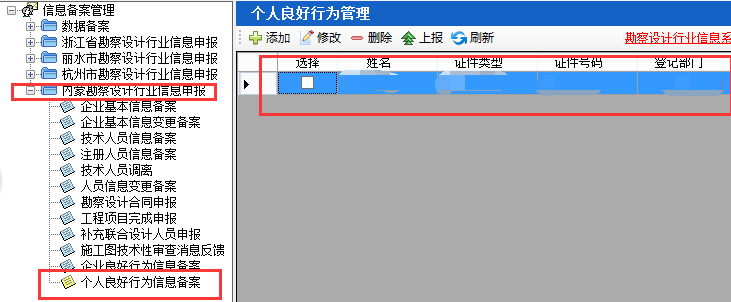 信息备案管理
数据备案
浙江省勘察设计行业信息申报
丽水市勘察设计行业信息申报
杭州市勘察设计行业信息申报
内蒙勘察设计行业信息申报
企业基本信息备案
企业基本信息变更备案
技术人员信息备案
注册人员信息备案
技术人员调离
人员信息变更备案
勘察设计合同申报
工程项目完成申报
补充联合设计人员申报
施工图技术性审查消息反馈
企业良好行为信息备案
个人良好行为信息备案
个人良好行为管理
添加 修改 删除 上报 刷新 勘察设计行业信息系
选择 姓名 证件类型 证件号码 登记部门